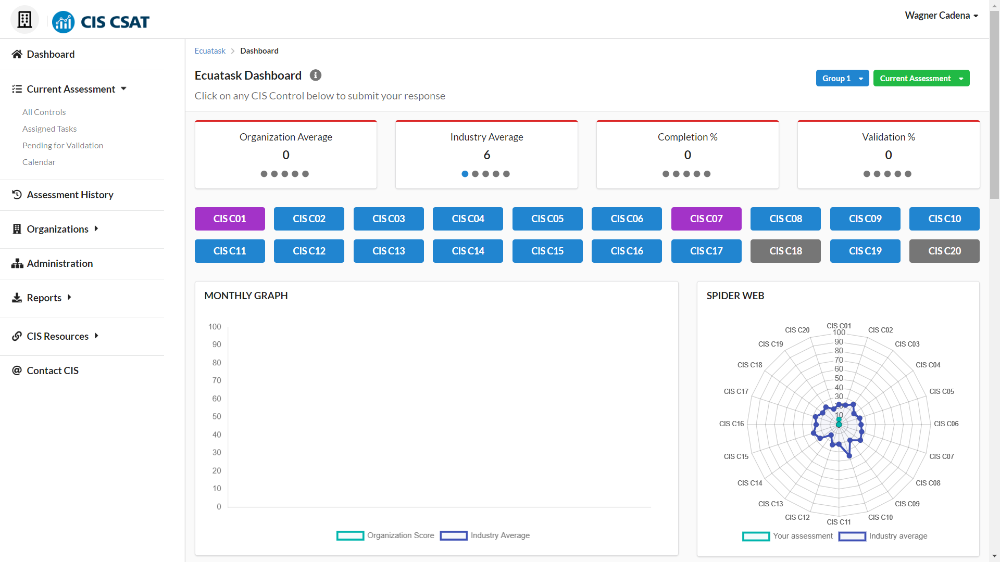 CIS CSAT
Wagner Cadena
Dashboard
Current Assessment
All Controls
Assigned Tasks
Pending for Validation
Calendar
Assessment History
Organizations
Administration
Reports
CIS Resources
Contact CIS
Ecuatask
Dashboard
Ecuatask Dashboard
Click on any CIS Control below to submit your response
Group 1
Current Assessment
Organization Average
0
Industry Average
6
Completion %
0
Validation %
0
CIS C01 CIS C02 CIS C03 CIS C04 CIS C05 CIS C06 CIS C07 CIS C08 CIS C09 CIS C10
CIS C11 CIS C12 CIS C13 CIS C14 CIS C15 CIS C16 CIS C17 CIS C18 CIS C19 CIS C20
MONTHLY GRAPH
100
90
80
70
60
50
40
30
20
10
0
Organization Score Industry Average
SPIDER WEB
CIS C01
CIS C02
CIS C03
CIS C04
CIS C05
CIS C06
CIS C07
CIS C08
CIS C09
CIS C10
CIS C11
CIS C12
CIS C13
CIS C14
CIS C15
CIS C16
CIS C17
CIS C18
CIS C19
CIS C20
100
90
80
70
60
50
40
30
20
10
Your assessment Industry average